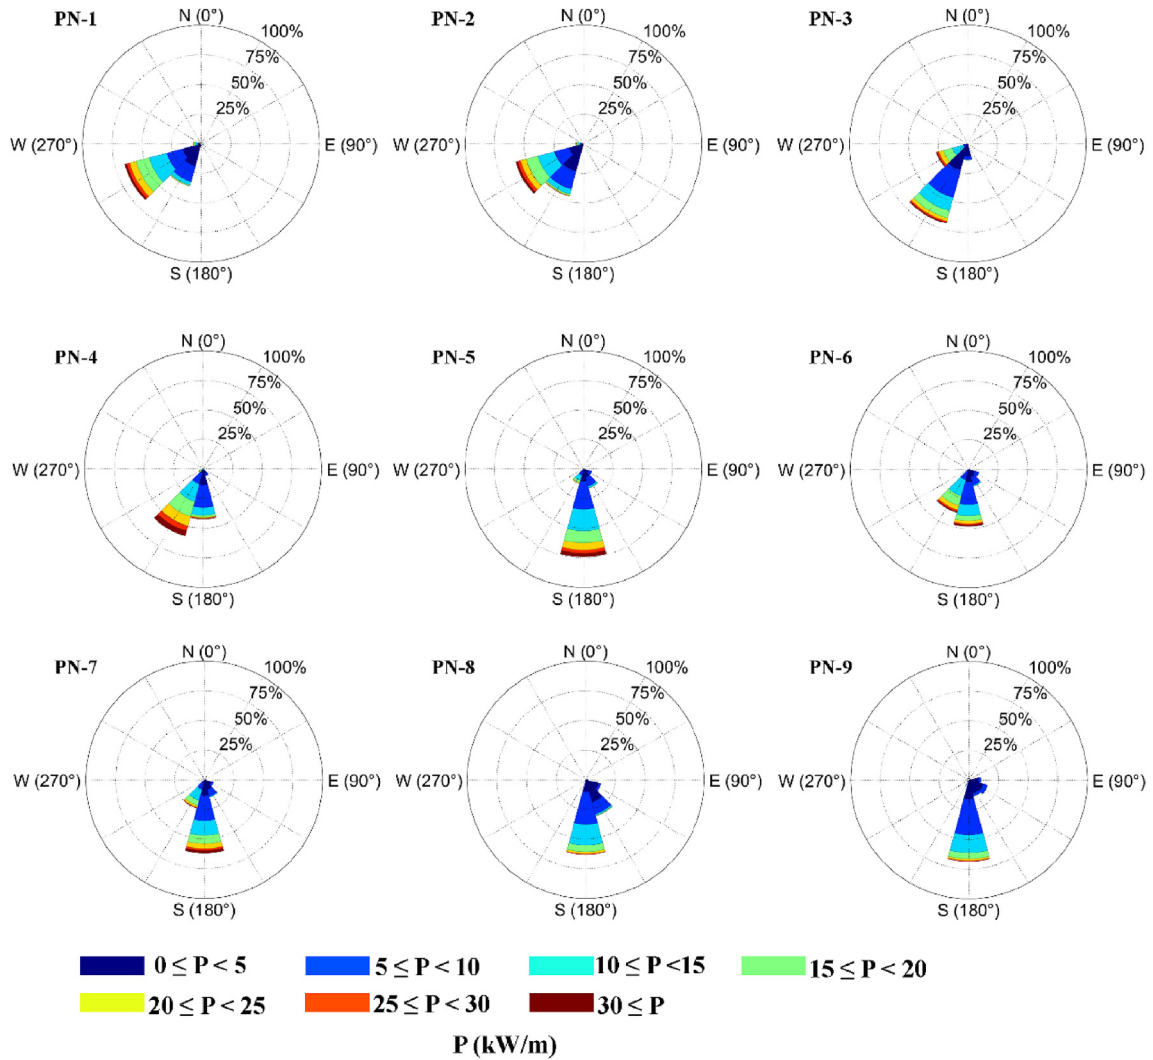 PN-1
N (0°)
100%
75%
50%
25%
W (270°)
E (90°)
S (180°)
PN-2
N (0°)
100%
75%
50%
25%
W (270°)
E (90°)
S (180°)
PN-3
N (0°)
100%
75%
50%
25%
W (270°)
E (90°)
S (180°)
PN-4
N (0°)
100%
75%
50%
25%
W (270°)
E (90°)
S (180°)
PN-5
N (0°)
100%
75%
50%
25%
W (270°)
E (90°)
S (180°)
PN-6
N (0°)
100%
75%
50%
25%
W (270°)
E (90°)
S (180°)
PN-7
N (0°)
100%
75%
50%
25%
W (270°)
E (90°)
S (180°)
PN-8
N (0°)
100%
75%
50%
25%
W (270°)
E (90°)
S (180°)
PN-9
N (0°)
100%
75%
50%
25%
W (270°)
E (90°)
S (180°)
0 ≤ P < 5 5 ≤ P < 10 10 ≤ P <15 15 ≤ P < 20
20 ≤ P < 25 25 ≤ P < 30 30 ≤ P
P (kW/m)